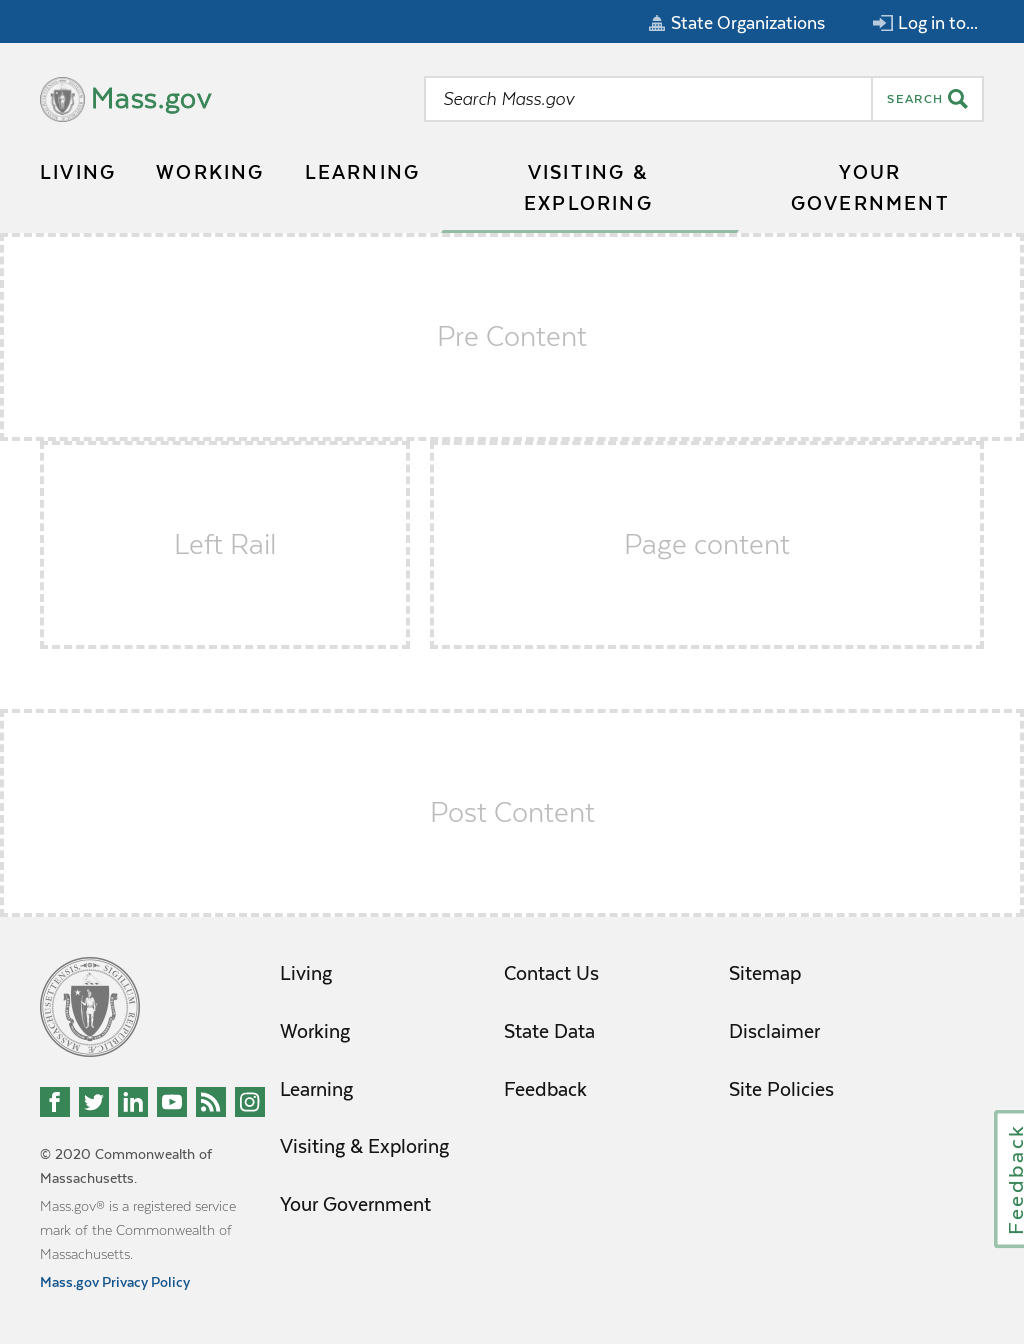 State Organizations
Log in to...
Mass.gov
Search Mass.gov
SEARCH
LIVING
WORKING
LEARNING
VISITING &
EXPLORING
YOUR
GOVERNMENT
Pre Content
Left Rail
Page content
Post Content
Living
Contact Us
Sitemap
Working
State Data
Disclaimer
Learning
Feedback
Site Policies
Visiting & Exploring
Your Government
© 2020 Commonwealth of
Massachusetts.
Mass.gov® is a registered service
mark of the Commonwealth of
Massachusetts.
Mass.gov Privacy Policy
Feedback